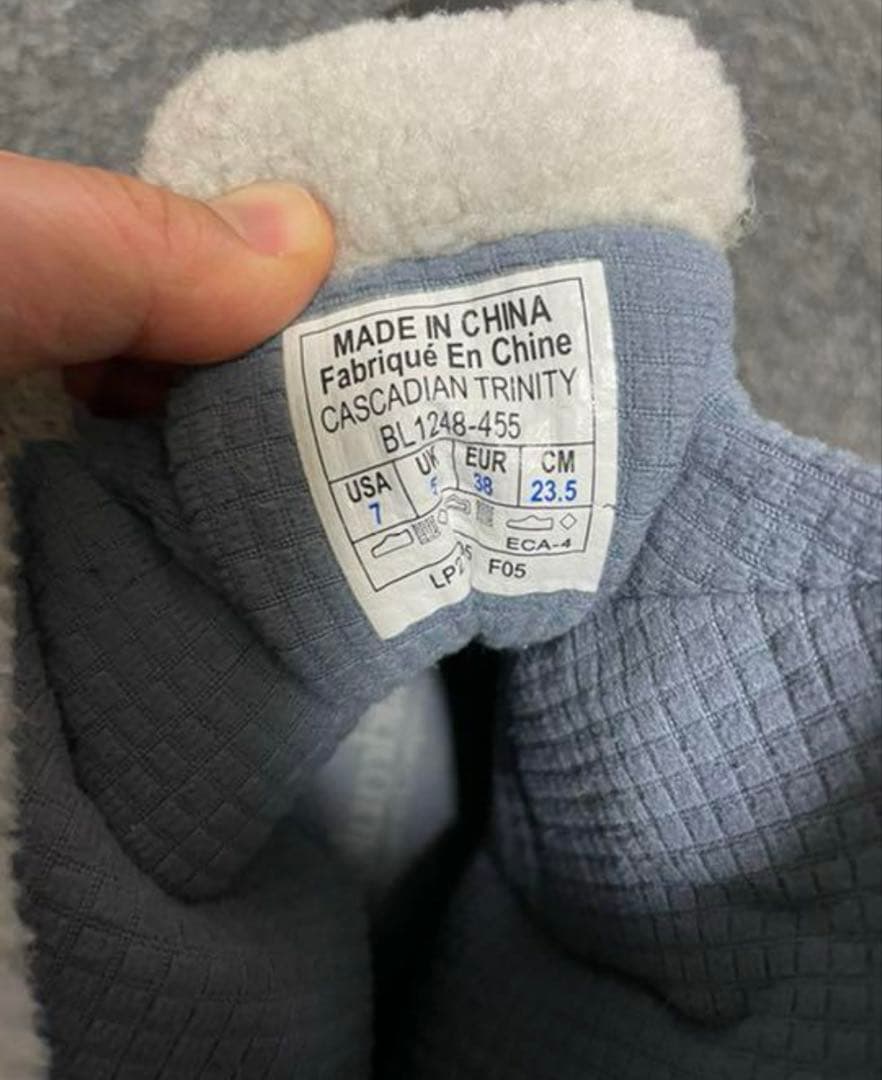 MADE IN CHINA
Fabriqué En Chine
CASCADIAN TRINITY
BL1248-455
USA UK EUR CM
7 38 23.5
ECA-4
F05